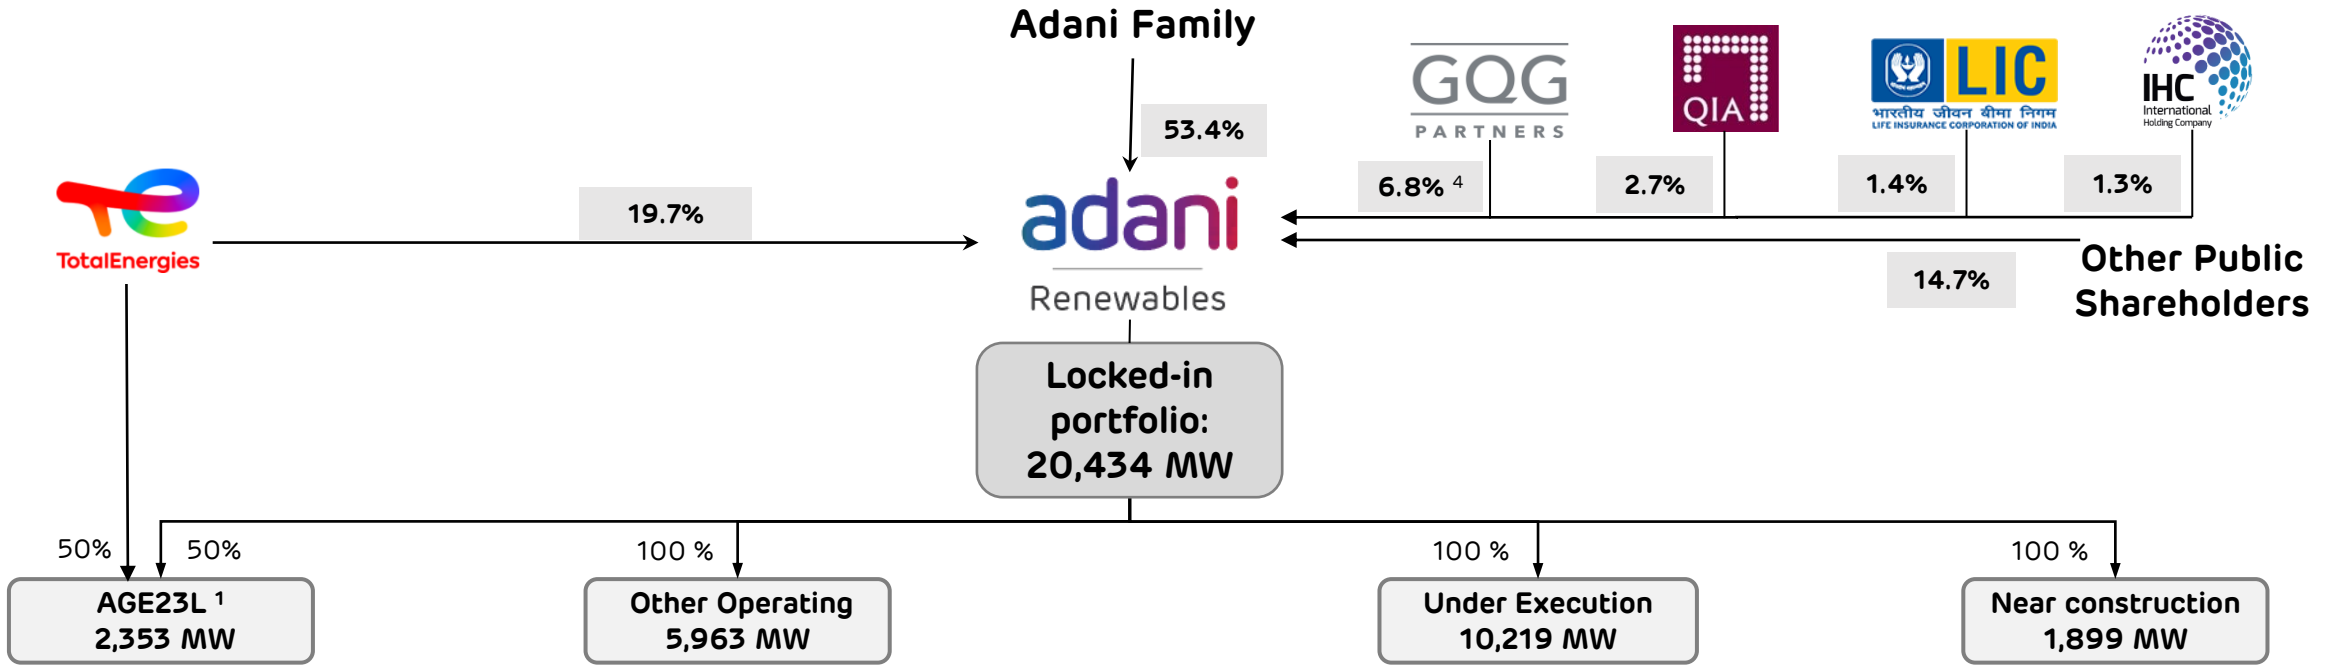 Adani Family
53.4%
GQG
PARTNERS
QIA
LIC
भारतीय जीवन बीमा निगम
LIFE INSURANCE CORPORATION OF INDIA
IHC
International
Holding Company
6.8% 4
2.7%
1.4%
1.3%
TotalEnergies
19.7%
adani
Renewables
Other Public
Shareholders
14.7%
Locked-in
portfolio:
20,434 MW
50%
50%
100 %
100 %
100 %
AGE23L 1
2,353 MW
Other Operating
5,963 MW
Under Execution
10,219 MW
Near construction
1,899 MW